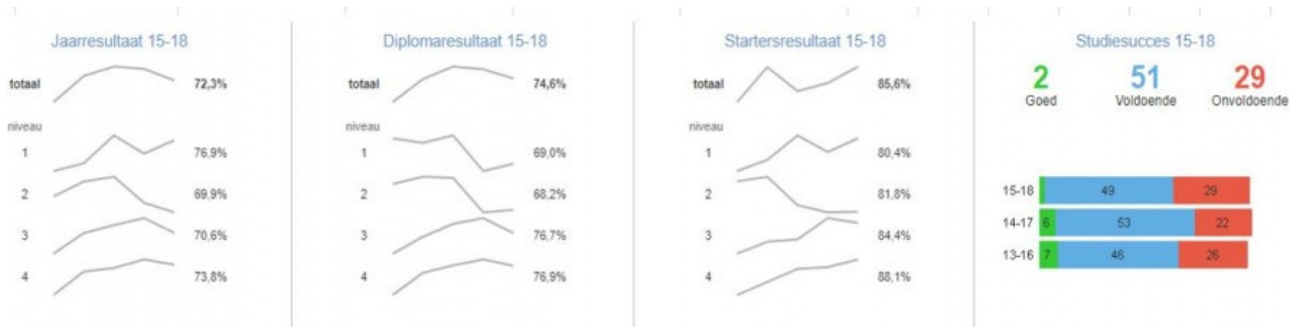 Jaarresultaat 15-18
totaal 72,3%
niveau
1 76,9%
2 69,9%
3 70,6%
4 73,8%
Diplomaresultaat 15-18
totaal 74,6%
niveau
1 69,0%
2 68,2%
3 76,7%
4 76,9%
Startersresultaat 15-18
totaal 85,6%
niveau
1 80,4%
2 81,8%
3 84,4%
4 88,1%
Studiesucces 15-18
2 51 29
Goed Voldoende Onvoldoende
15-18 49 29
14-17 6 53 22
13-16 7 46 26